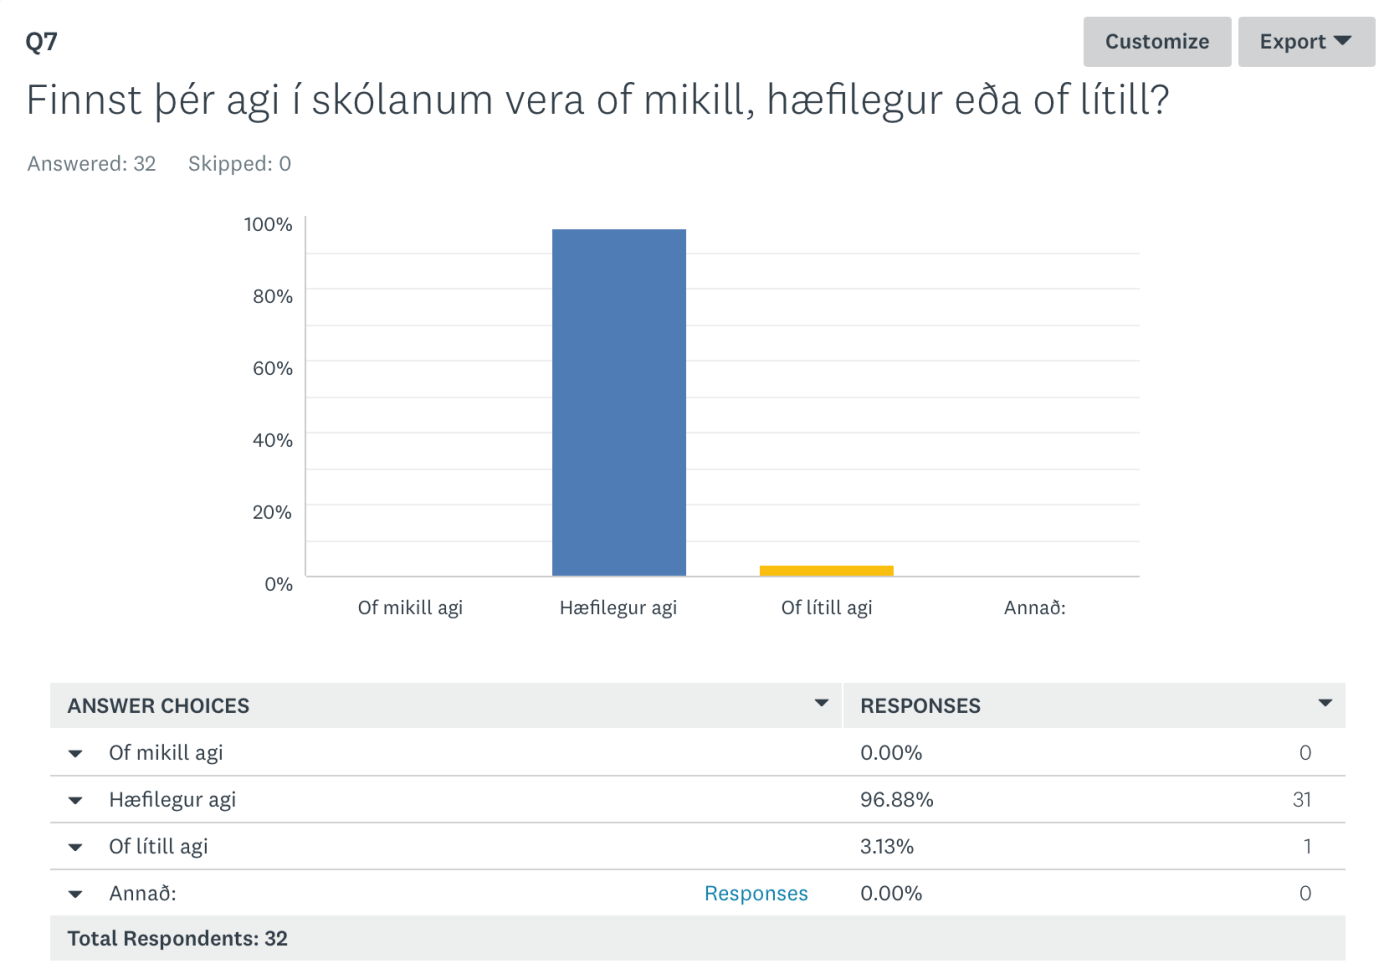 Q7
Customize
Export
Finnst þér agi í skólanum vera of mikill, hæfilegur eða of lítill?
Answered: 32 Skipped: 0
100%
80%
60%
40%
20%
0%
Of mikill agi Hæfilegur agi Of lítill agi Annað:
ANSWER CHOICES RESPONSES
Of mikill agi 0.00% 0
Hæfilegur agi 96.88% 31
Of lítill agi 3.13% 1
Annað: Responses 0.00% 0
Total Respondents: 32